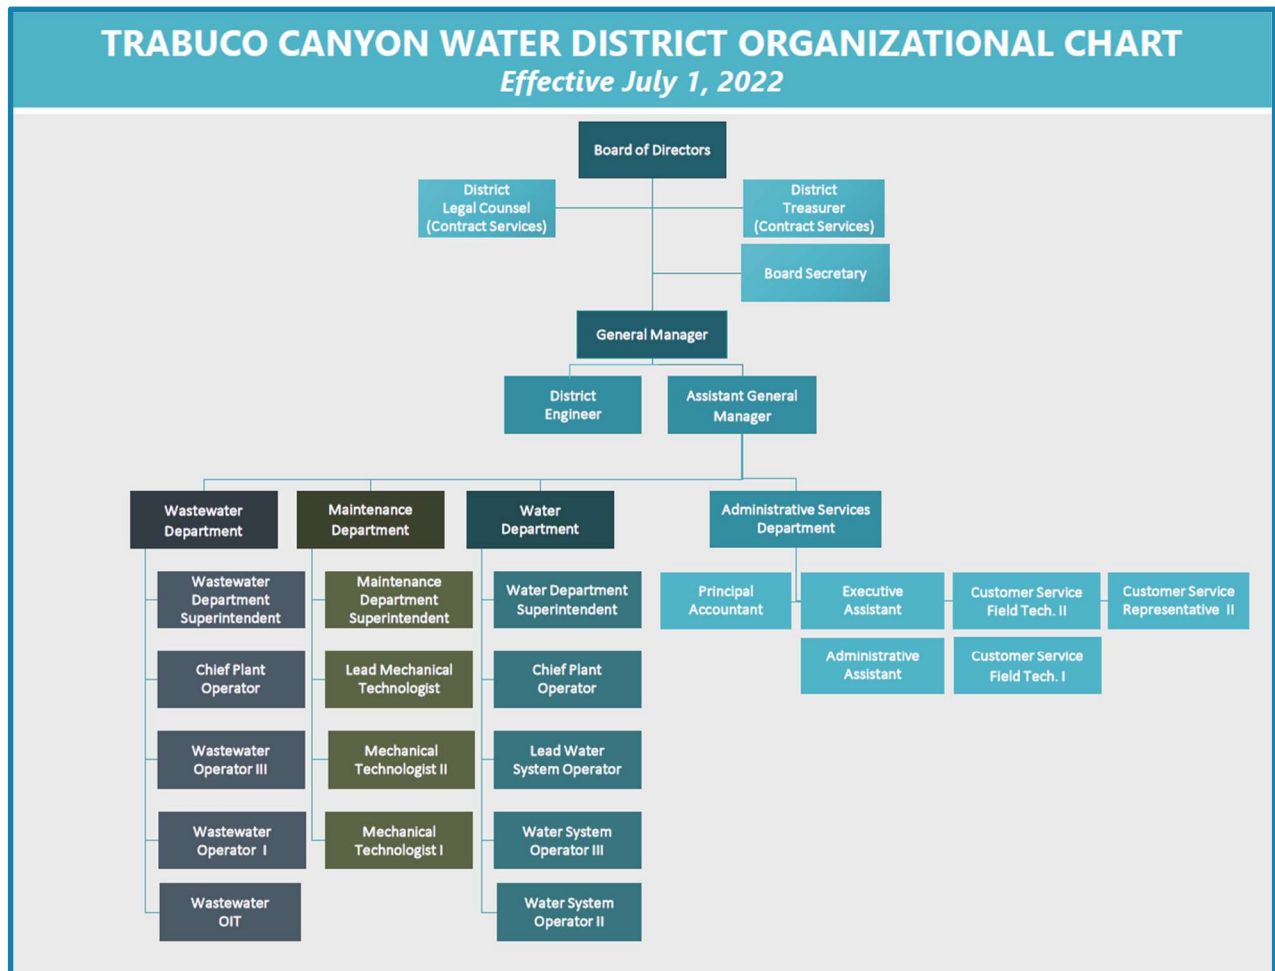 TRABUCO CANYON WATER DISTRICT ORGANIZATIONAL CHART
Effective July 1, 2022
Board of Directors
District
Legal Counsel
(Contract Services)
District
Treasurer
(Contract Services)
Board Secretary
General Manager
District
Engineer
Assistant General
Manager
Wastewater
Department
Maintenance
Department
Water
Department
Administrative Services
Department
Wastewater
Department
Superintendent
Chief Plant
Operator
Wastewater
Operator III
Wastewater
Operator I
Wastewater
OIT
Maintenance
Department
Superintendent
Lead Mechanical
Technologist
Mechanical
Technologist II
Mechanical
Technologist I
Water Department
Superintendent
Chief Plant
Operator
Lead Water
System Operator
Water System
Operator III
Water System
Operator II
Principal
Accountant
Executive
Assistant
Customer Service
Field Tech. II
Customer Service
Representative II
Administrative
Assistant
Customer Service
Field Tech. I